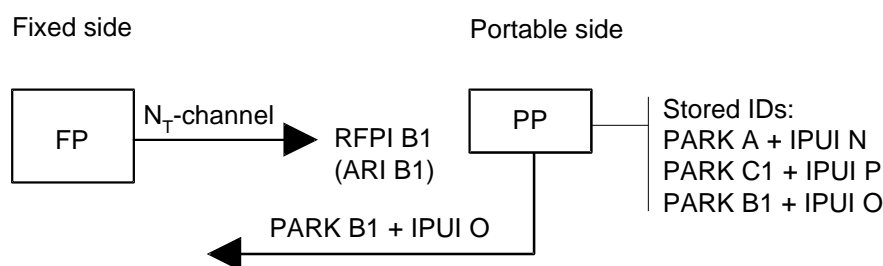 Fixed side
Portable side
FP
N_T-channel
RFPI B1
(ARI B1)
PP
Stored IDs:
PARK A + IPUI N
PARK C1 + IPUI P
PARK B1 + IPUI O
PARK B1 + IPUI O